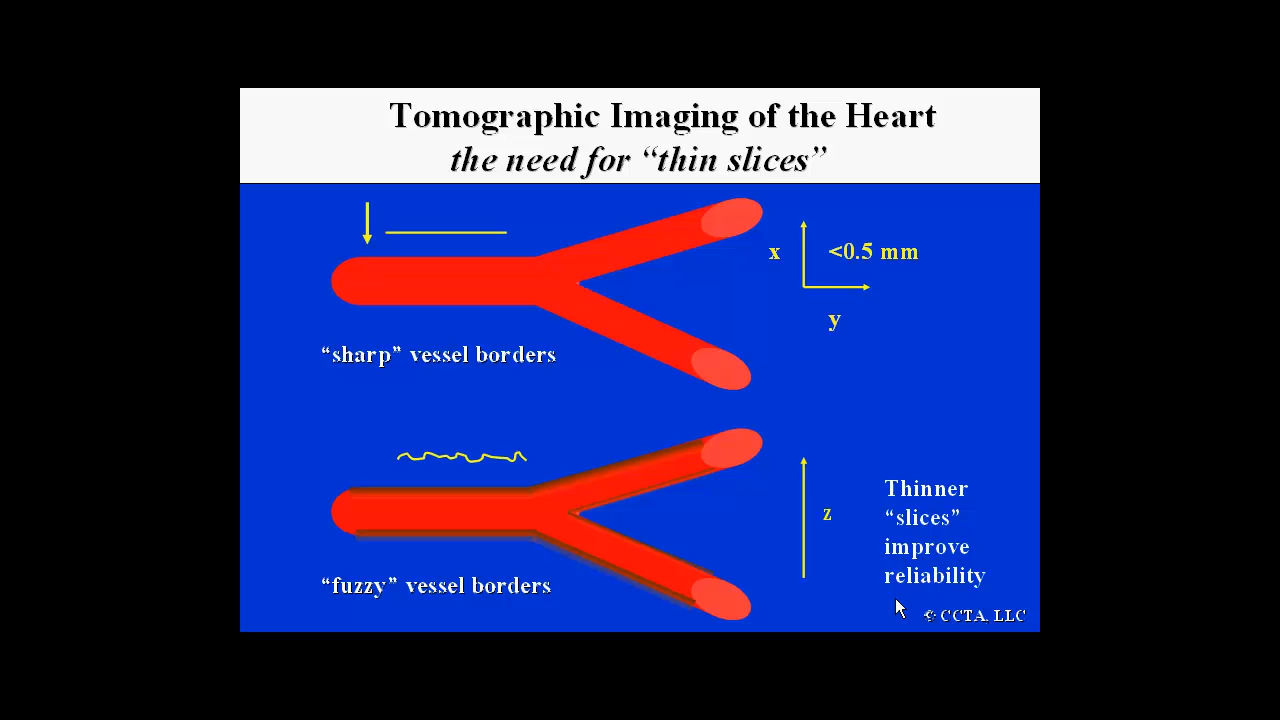 Tomographic Imaging of the Heart
the need for “thin slices”
x
<0.5 mm
y
“sharp” vessel borders
z
Thinner
“slices”
improve
reliability
“fuzzy” vessel borders
© CCTA, LLC